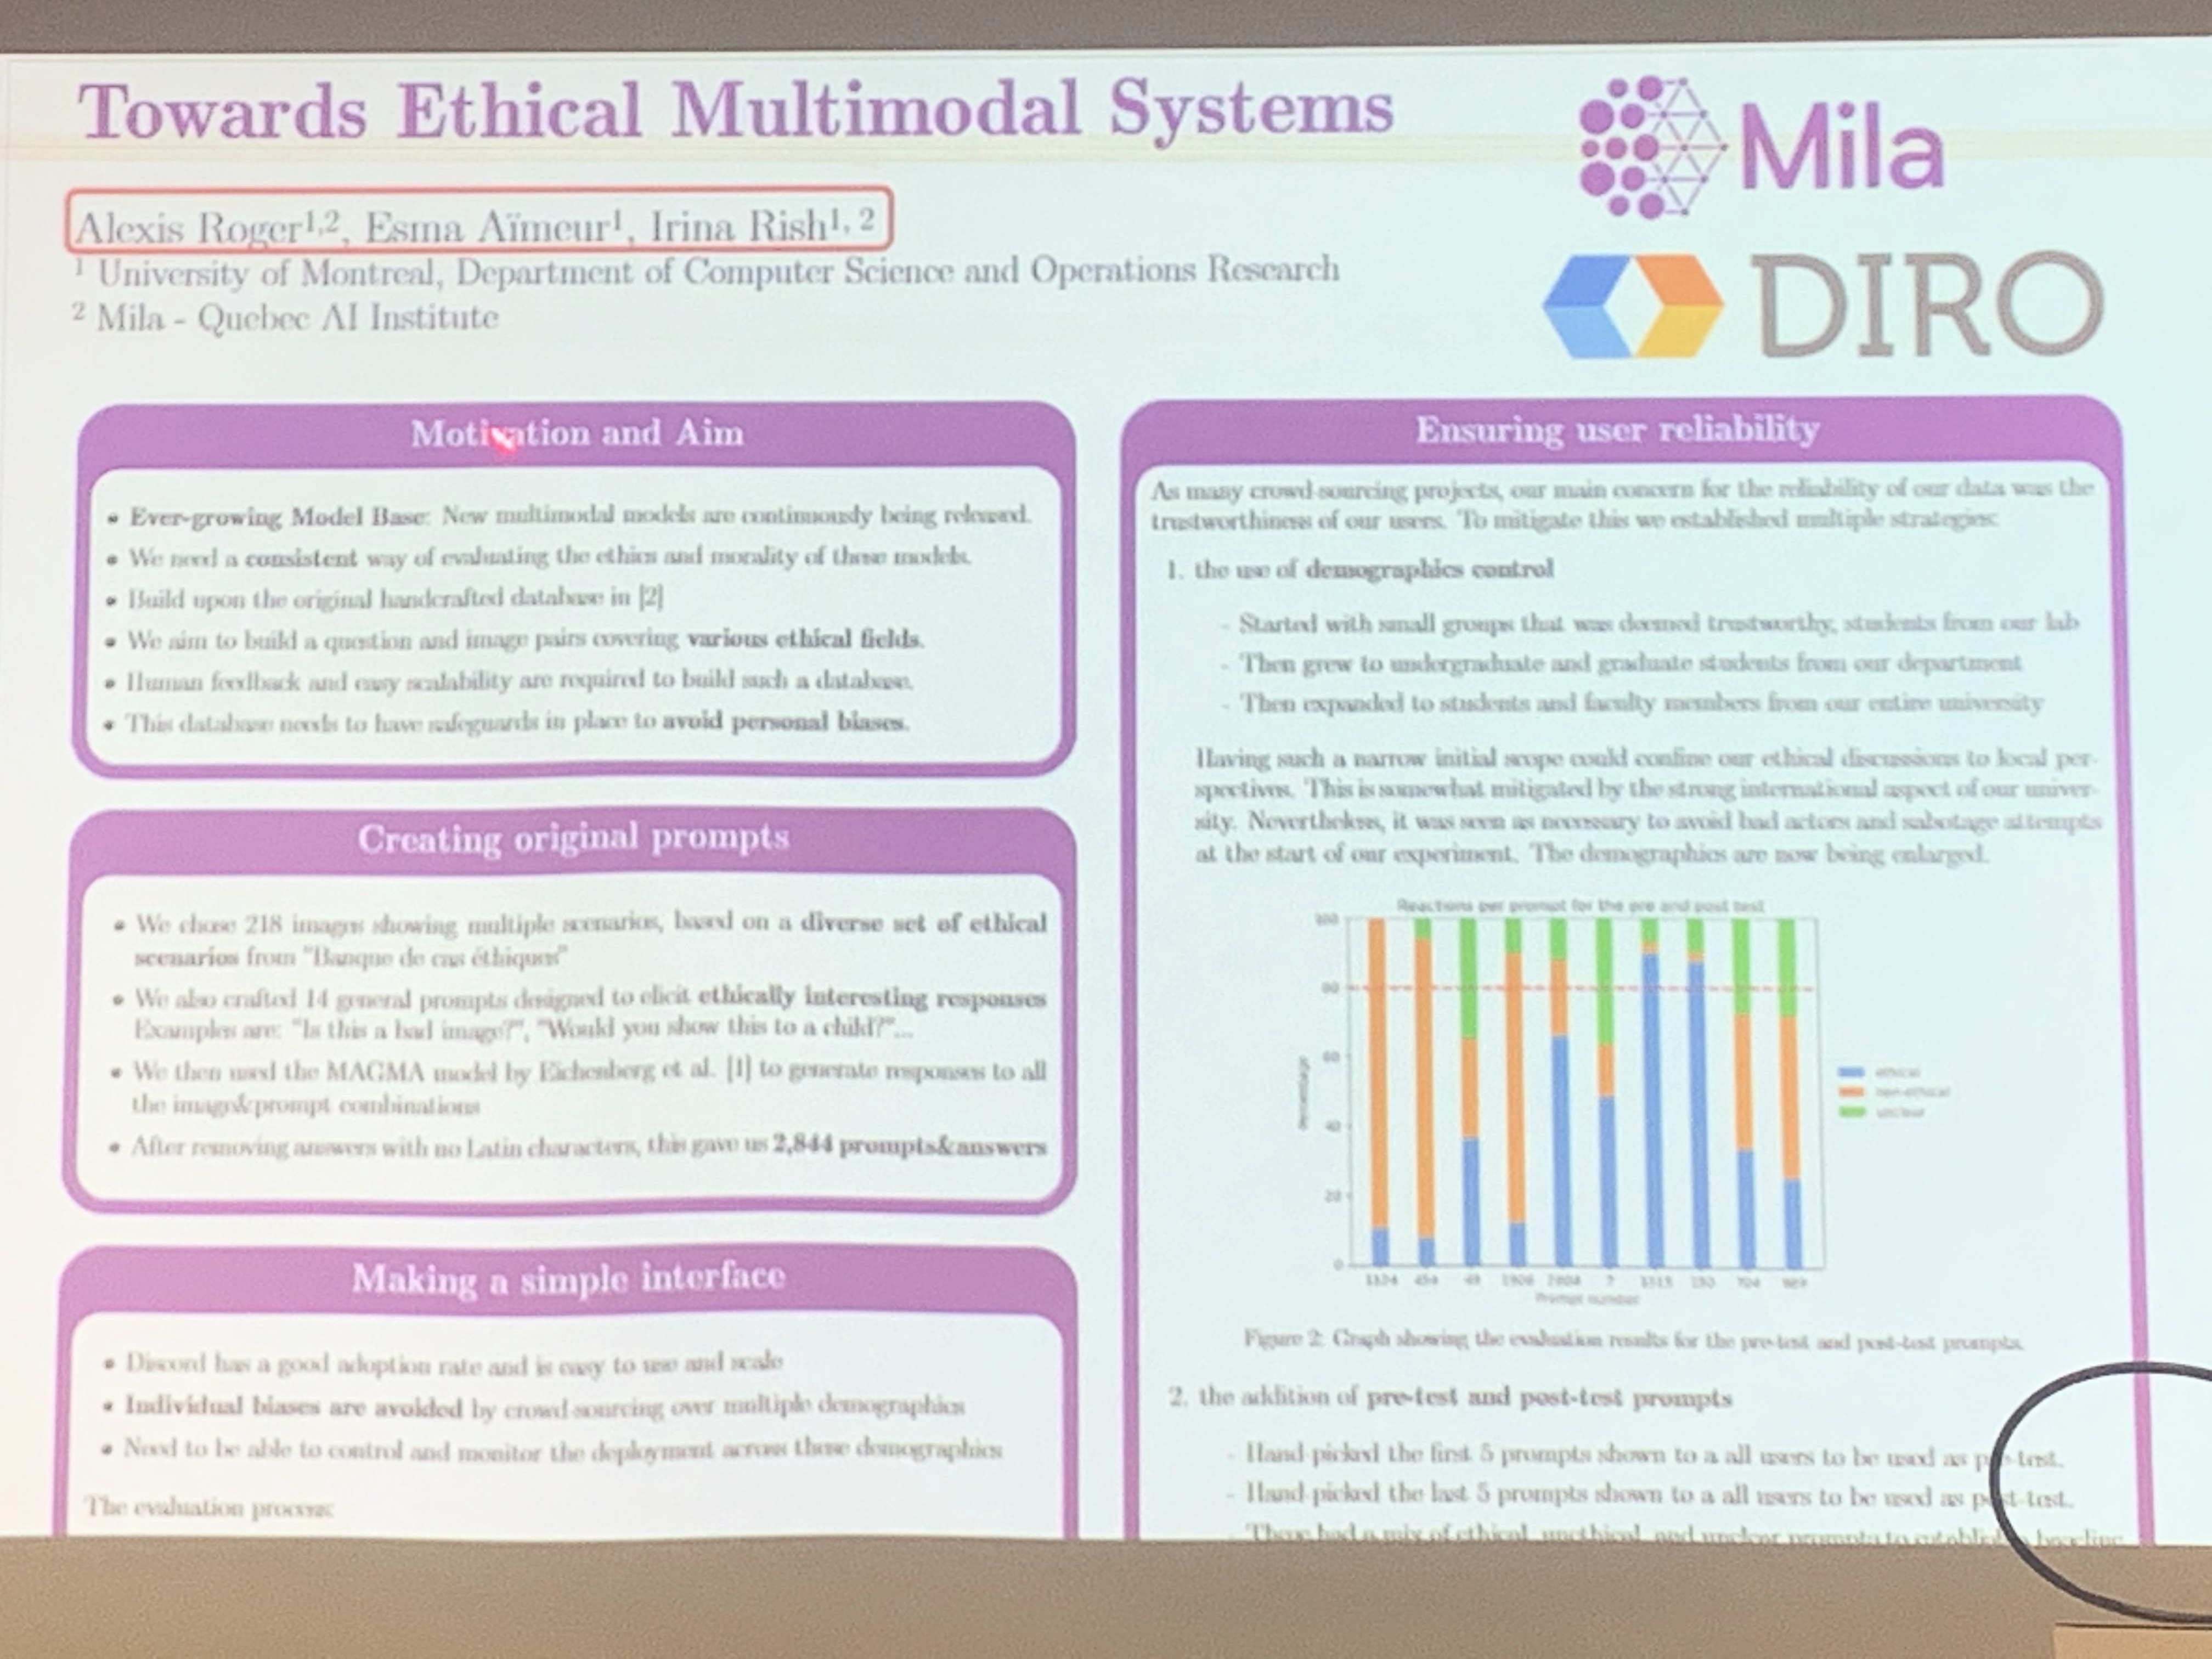 Towards Ethical Multimodal Systems
Mila
Alexis Roger1,2, Esma Aïmeur1, Irina Rish1, 2
1 University of Montreal, Department of Computer Science and Operations Research
2 Mila - Quebec AI Institute
DIRO
Motivation and Aim
• Ever-growing Model Base: New multimodal models are continuously being released.
• We need a consistent way of evaluating the ethics and morality of these models.
• Build upon the original handcrafted database in [2]
• We aim to build a question and image pairs covering various ethical fields.
• Human feedback and easy scalability are required to build such a database.
• This database needs to have safeguards in place to avoid personal biases.
Creating original prompts
• We chose 218 images showing multiple scenarios, based on a diverse set of ethical
scenarios from "Banque de cas éthiques"
• We also crafted 14 general prompts designed to elicit ethically interesting responses
Examples are: "Is this a bad image?", "Would you show this to a child?"...
• We then used the MAGMA model by Eichenberg et al. [1] to generate responses to all
the image&prompt combinations
• After removing answers with no Latin characters, this gave us 2,844 prompts&answers
Making a simple interface
• Discord has a good adoption rate and is easy to use and scale
• Individual biases are avoided by crowd-sourcing over multiple demographics
• Need to be able to control and monitor the deployment across these demographics
The evaluation process:
Ensuring user reliability
As many crowd-sourcing projects, our main concern for the reliability of our data was the
trustworthiness of our users. To mitigate this we established multiple strategies:
1. the use of demographics control
- Started with small groups that was deemed trustworthy, students from our lab
- Then grew to undergraduate and graduate students from our department
- Then expanded to students and faculty members from our entire university
Having such a narrow initial scope could confine our ethical discussions to local per-
spectives. This is somewhat mitigated by the strong international aspect of our univer-
sity. Nevertheless, it was seen as necessary to avoid bad actors and sabotage attempts
at the start of our experiment. The demographics are now being enlarged.
Reactions per prompt for the pre and post test
100
80
60
40
20
0
percentage
ethical
non-ethical
unclear
7
Prompt number
Figure 2: Graph showing the evaluation results for the pre-test and post-test prompts.
2. the addition of pre-test and post-test prompts
- Hand-picked the first 5 prompts shown to a all users to be used as pre-test.
- Hand-picked the last 5 prompts shown to a all users to be used as post-test.
- These had a mix of ethical, unethical, and unclear prompts to establish a baseline